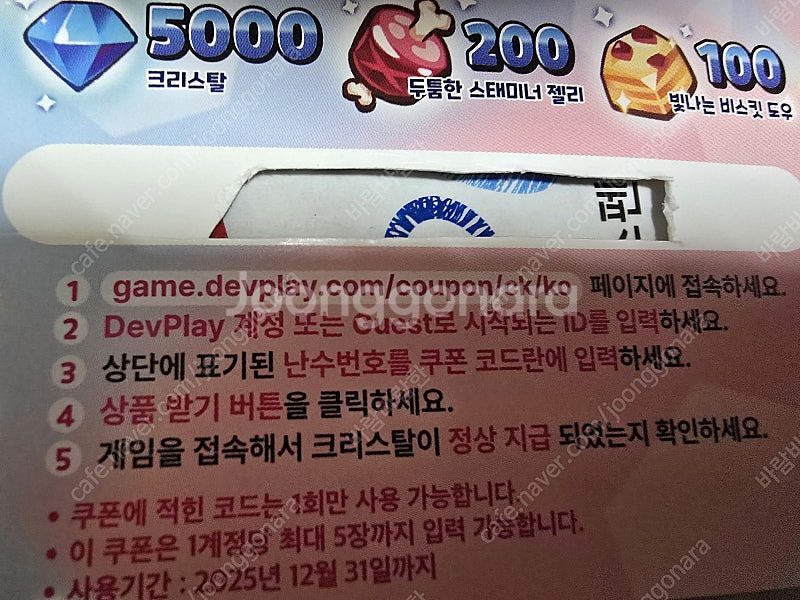 5000
크리스탈
200
두툼한 스태미너 젤리
100
빛나는 비스킷 도우
1 game.devplay.com/coupon/ck/ko 페이지에 접속하세요.
2 DevPlay 계정 또는 Guest로 시작되는 ID를 입력하세요.
3 상단에 표기된 난수번호를 쿠폰 코드란에 입력하세요.
4 상품 받기 버튼을 클릭하세요.
5 게임을 접속해서 크리스탈이 정상 지급 되었는지 확인하세요.
• 쿠폰에 적힌 코드는 1회만 사용 가능합니다.
• 이 쿠폰은 1계정당 최대 5장까지 입력 가능합니다.
• 사용기간 : 2025년 12월 31일까지
Joonggonara
cafe.naver.com/joonggonara